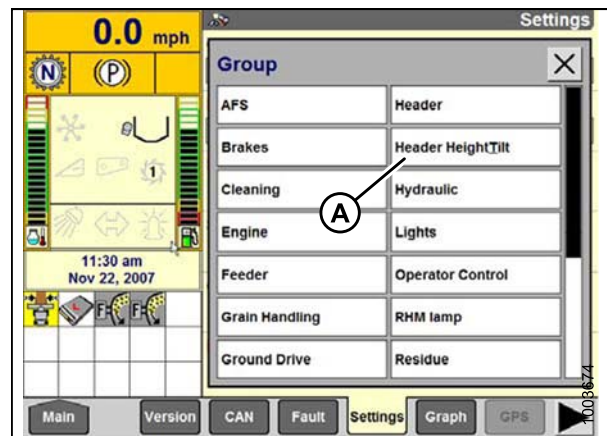 0.0 mph
Settings
N (P)
Group
X
AFS
Header
Brakes
Header HeightTilt
A
Cleaning
Hydraulic
1
Engine
Lights
11:30 am
Nov 22, 2007
Feeder
Operator Control
F F
Grain Handling
RHM lamp
Ground Drive
Residue
Main
Version
CAN
Fault
Settings
Graph
GPS
1003674